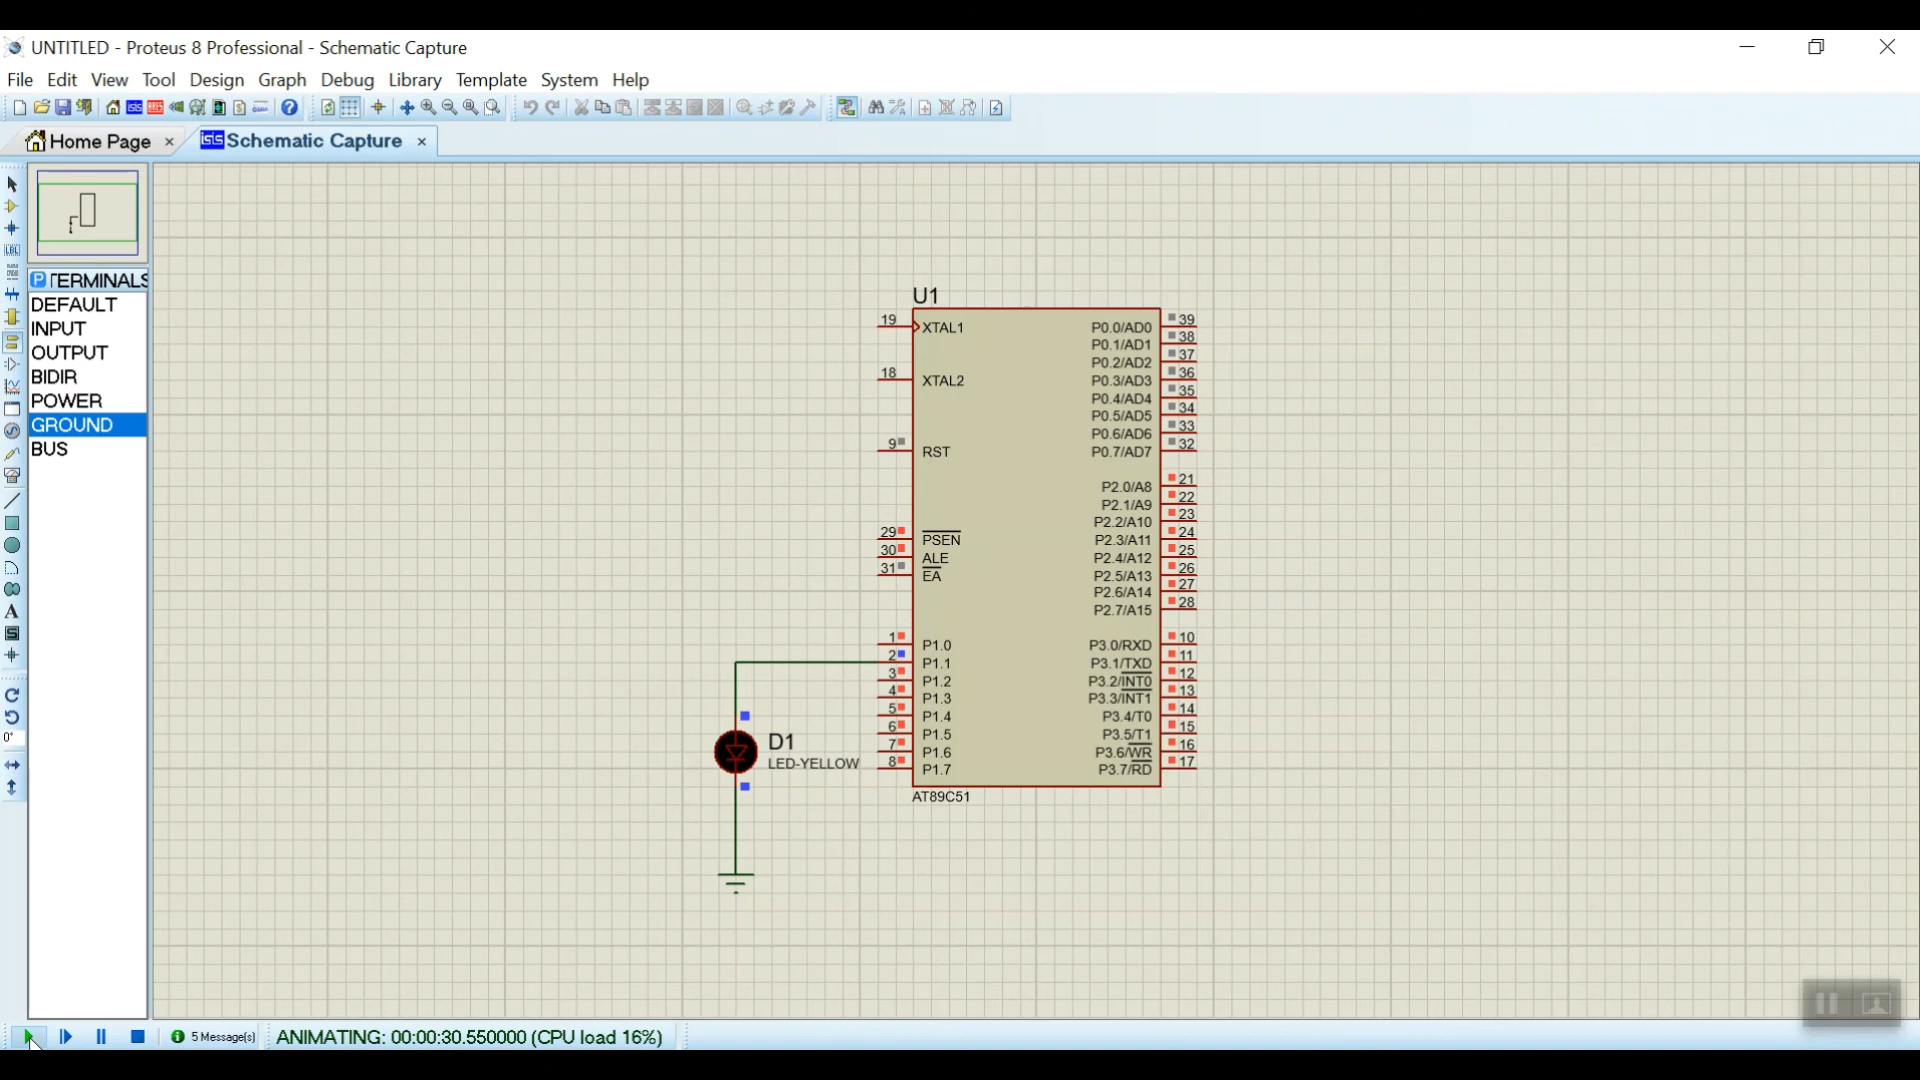 UNTITLED - Proteus 8 Professional - Schematic Capture
File Edit View Tool Design Graph Debug Library Template System Help
Home Page × Schematic Capture ×
LBL
P TERMINALS
DEFAULT
INPUT
OUTPUT
BIDIR
POWER
GROUND
BUS
A
S
0°
U1
19 XTAL1 P0.0/AD0 39
P0.1/AD1 38
P0.2/AD2 37
18 XTAL2 P0.3/AD3 36
P0.4/AD4 35
P0.5/AD5 34
P0.6/AD6 33
9 RST P0.7/AD7 32
P2.0/A8 21
P2.1/A9 22
P2.2/A10 23
29 PSEN P2.3/A11 24
30 ALE P2.4/A12 25
31 EA P2.5/A13 26
P2.6/A14 27
P2.7/A15 28
1 P1.0 P3.0/RXD 10
2 P1.1 P3.1/TXD 11
3 P1.2 P3.2/INT0 12
4 P1.3 P3.3/INT1 13
5 P1.4 P3.4/T0 14
6 P1.5 P3.5/T1 15
7 P1.6 P3.6/WR 16
8 P1.7 P3.7/RD 17
AT89C51
D1
LED-YELLOW
5 Message(s) ANIMATING: 00:00:30.550000 (CPU load 16%)